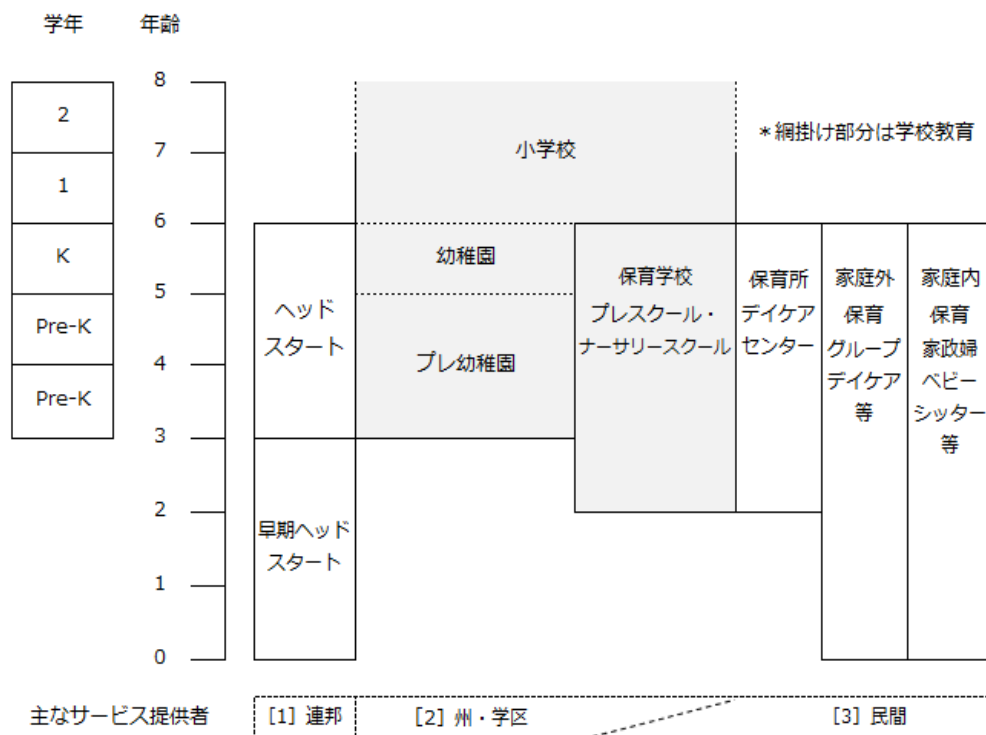 学年
年齢
8
2
7
1
6
K
5
Pre-K
4
Pre-K
3
2
1
0
小学校
*網掛け部分は学校教育
幼稚園
プレ幼稚園
ヘッド
スタート
早期ヘッド
スタート
保育学校
プレスクール・
ナーサリースクール
保育所
デイケア
センター
家庭外
保育
グループ
デイケア
等
家庭内
保育
家政婦
ベビー
シッター
等
主なサービス提供者
[1] 連邦
[2] 州・学区
[3] 民間